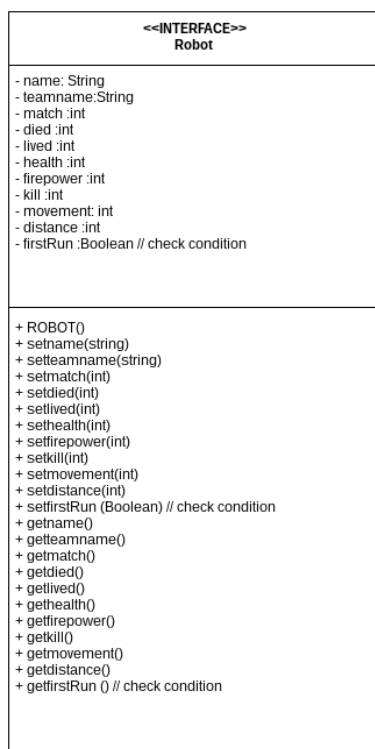 <<INTERFACE>>
Robot
- name: String
- teamname:String
- match :int
- died :int
- lived :int
- health :int
- firepower :int
- kill :int
- movement: int
- distance :int
- firstRun :Boolean // check condition
+ ROBOT()
+ setname(string)
+ setteamname(string)
+ setmatch(int)
+ setdied(int)
+ setlived(int)
+ sethealth(int)
+ setfirepower(int)
+ setkill(int)
+ setmovement(int)
+ setdistance(int)
+ setfirstRun (Boolean) // check condition
+ getname()
+ getteamname()
+ getmatch()
+ getdied()
+ getlived()
+ gethealth()
+ getfirepower()
+ getkill()
+ getmovement()
+ getdistance()
+ getfirstRun () // check condition